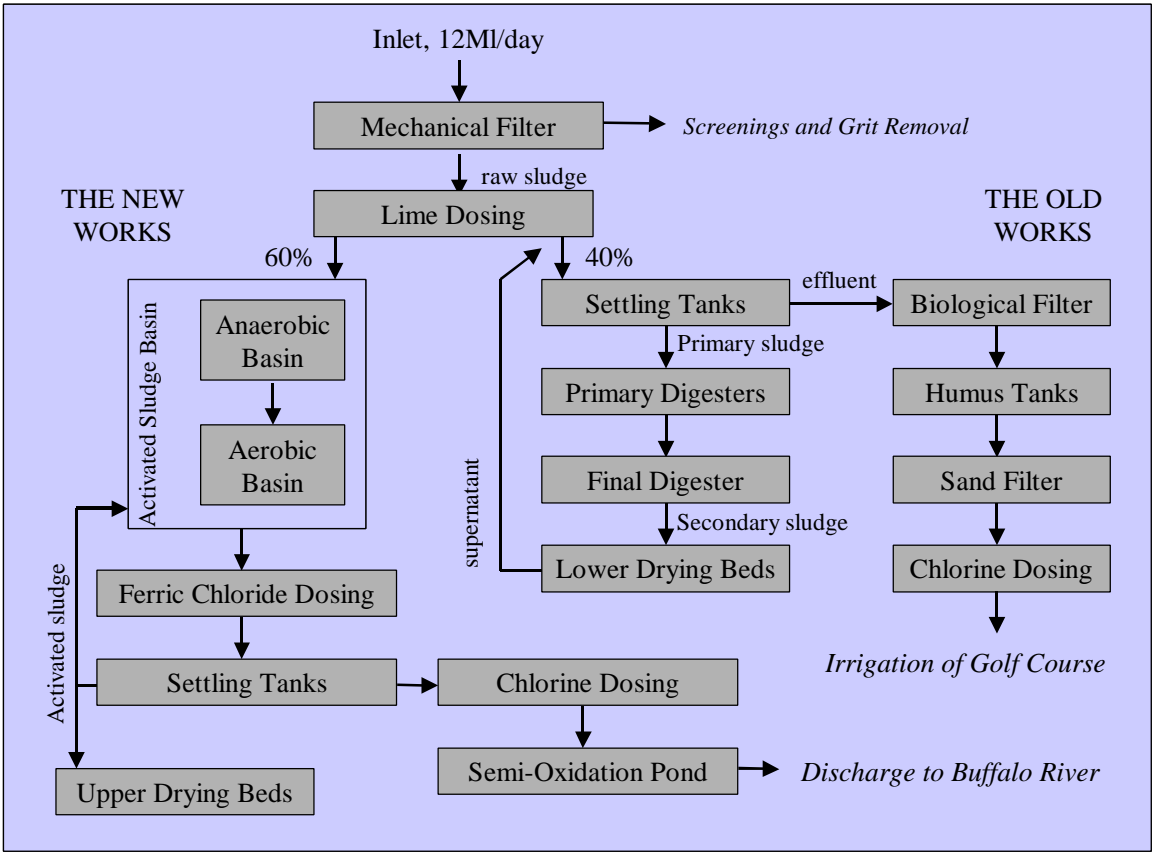 Inlet, 12Ml/day
Mechanical Filter
Screenings and Grit Removal
raw sludge
Lime Dosing
THE NEW
WORKS
THE OLD
WORKS
60%
40%
Activated Sludge Basin
Anaerobic
Basin
Aerobic
Basin
Activated sludge
Ferric Chloride Dosing
Settling Tanks
Upper Drying Beds
Chlorine Dosing
Semi-Oxidation Pond
Discharge to Buffalo River
supernatant
Settling Tanks
effluent
Primary sludge
Primary Digesters
Final Digester
Secondary sludge
Lower Drying Beds
Biological Filter
Humus Tanks
Sand Filter
Chlorine Dosing
Irrigation of Golf Course